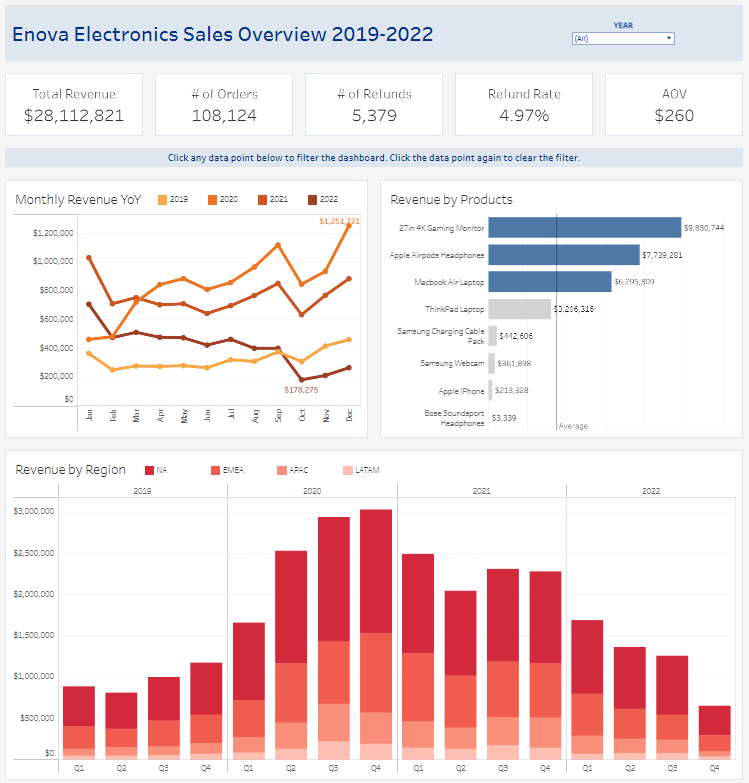 Enova Electronics Sales Overview 2019-2022
YEAR
(All)
Total Revenue
$28,112,821
# of Orders
108,124
# of Refunds
5,379
Refund Rate
4.97%
AOV
$260
Click any data point below to filter the dashboard. Click the data point again to clear the filter.
Monthly Revenue YoY
2019
2020
2021
2022
$1,251,721
$1,200,000
$1,000,000
$800,000
$600,000
$400,000
$200,000
$0
$178,275
Jan
Feb
Mar
Apr
May
Jun
Jul
Aug
Sep
Oct
Nov
Dec
Revenue by Products
27in 4K Gaming Monitor
$9,850,744
Apple Airpods Headphones
$7,739,281
Macbook Air Laptop
$6,295,309
ThinkPad Laptop
$3,206,316
Samsung Charging Cable
Pack
$442,606
Samsung Webcam
$361,898
Apple iPhone
$213,328
Bose Soundsport
Headphones
$3,339
Average
Revenue by Region
NA
EMEA
APAC
LATAM
2019
2020
2021
2022
$3,000,000
$2,500,000
$2,000,000
$1,500,000
$1,000,000
$500,000
$0
Q1
Q2
Q3
Q4
Q1
Q2
Q3
Q4
Q1
Q2
Q3
Q4
Q1
Q2
Q3
Q4